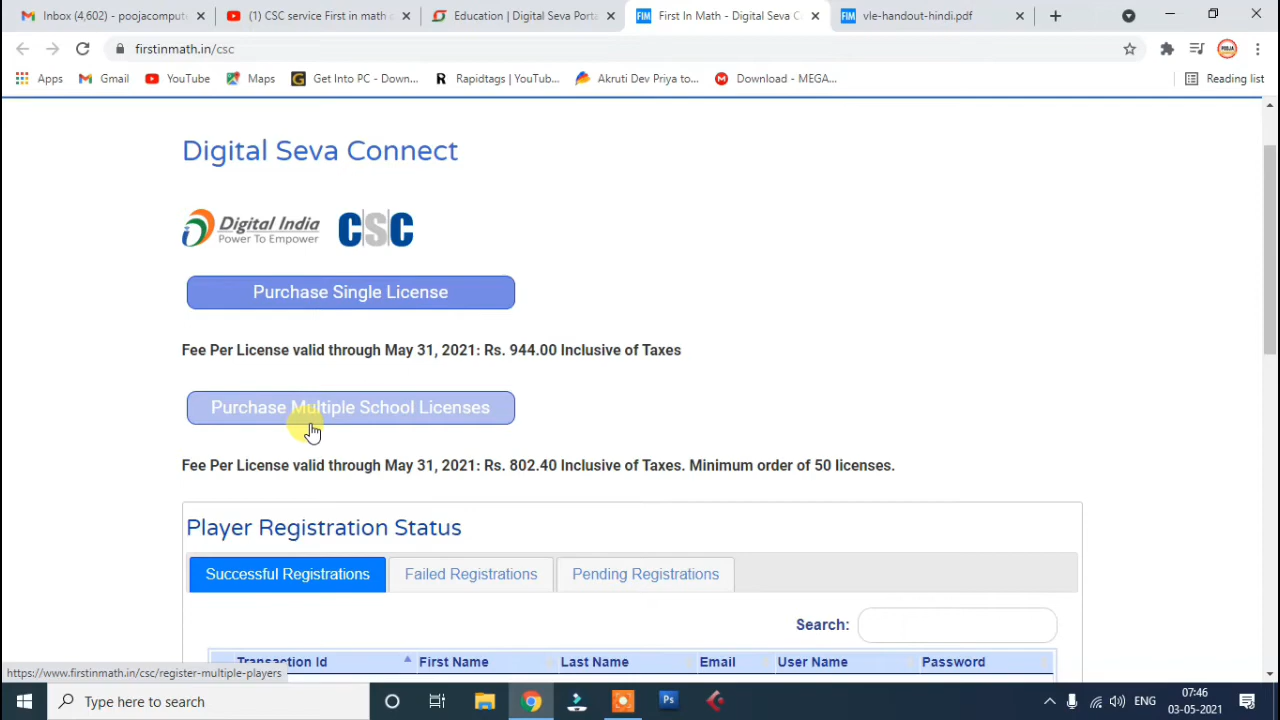 Inbox (4,602) - poojacomput
(1) CSC service First in math c
Education | Digital Seva Porta
FIM First In Math - Digital Seva C
FIM vle-handout-hindi.pdf
firstinmath.in/csc
Apps
Gmail
YouTube
Maps
Get Into PC - Down...
Rapidtags | YouTub...
Akruti Dev Priya to...
Download - MEGA...
Reading list
Digital Seva Connect
Digital India
Power To Empower
CSC
Purchase Single License
Fee Per License valid through May 31, 2021: Rs. 944.00 Inclusive of Taxes
Purchase Multiple School Licenses
Fee Per License valid through May 31, 2021: Rs. 802.40 Inclusive of Taxes. Minimum order of 50 licenses.
Player Registration Status
Successful Registrations
Failed Registrations
Pending Registrations
Search:
Transaction Id First Name Last Name Email User Name Password
https://www.firstinmath.in/csc/register-multiple-players
Type here to search
Ps
ENG
07:46
03-05-2021